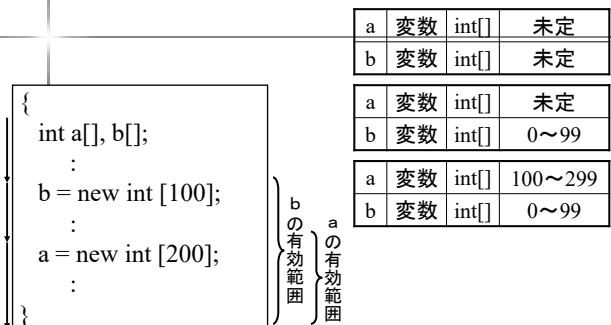 a 変数 int[] 未定
b 変数 int[] 未定
a 変数 int[] 未定
b 変数 int[] 0～99
a 変数 int[] 100～299
b 変数 int[] 0～99
{
int a[], b[];
:
b = new int [100];
:
a = new int [200];
:
}
bの有効範囲
aの有効範囲